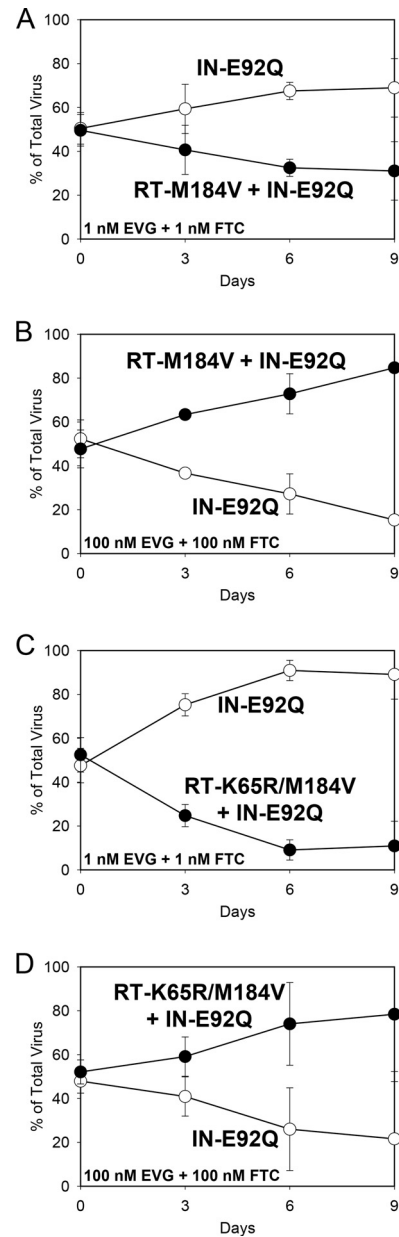 A
100
80
60
40
20
0
% of Total Virus
IN-E92Q
RT-M184V + IN-E92Q
1 nM EVG + 1 nM FTC
0 3 6 9
Days
B
100
80
60
40
20
0
% of Total Virus
RT-M184V + IN-E92Q
IN-E92Q
100 nM EVG + 100 nM FTC
0 3 6 9
Days
C
100
80
60
40
20
0
% of Total Virus
IN-E92Q
RT-K65R/M184V
+ IN-E92Q
1 nM EVG + 1 nM FTC
0 3 6 9
Days
D
100
80
60
40
20
0
% of Total Virus
RT-K65R/M184V
+ IN-E92Q
IN-E92Q
100 nM EVG + 100 nM FTC
0 3 6 9
Days